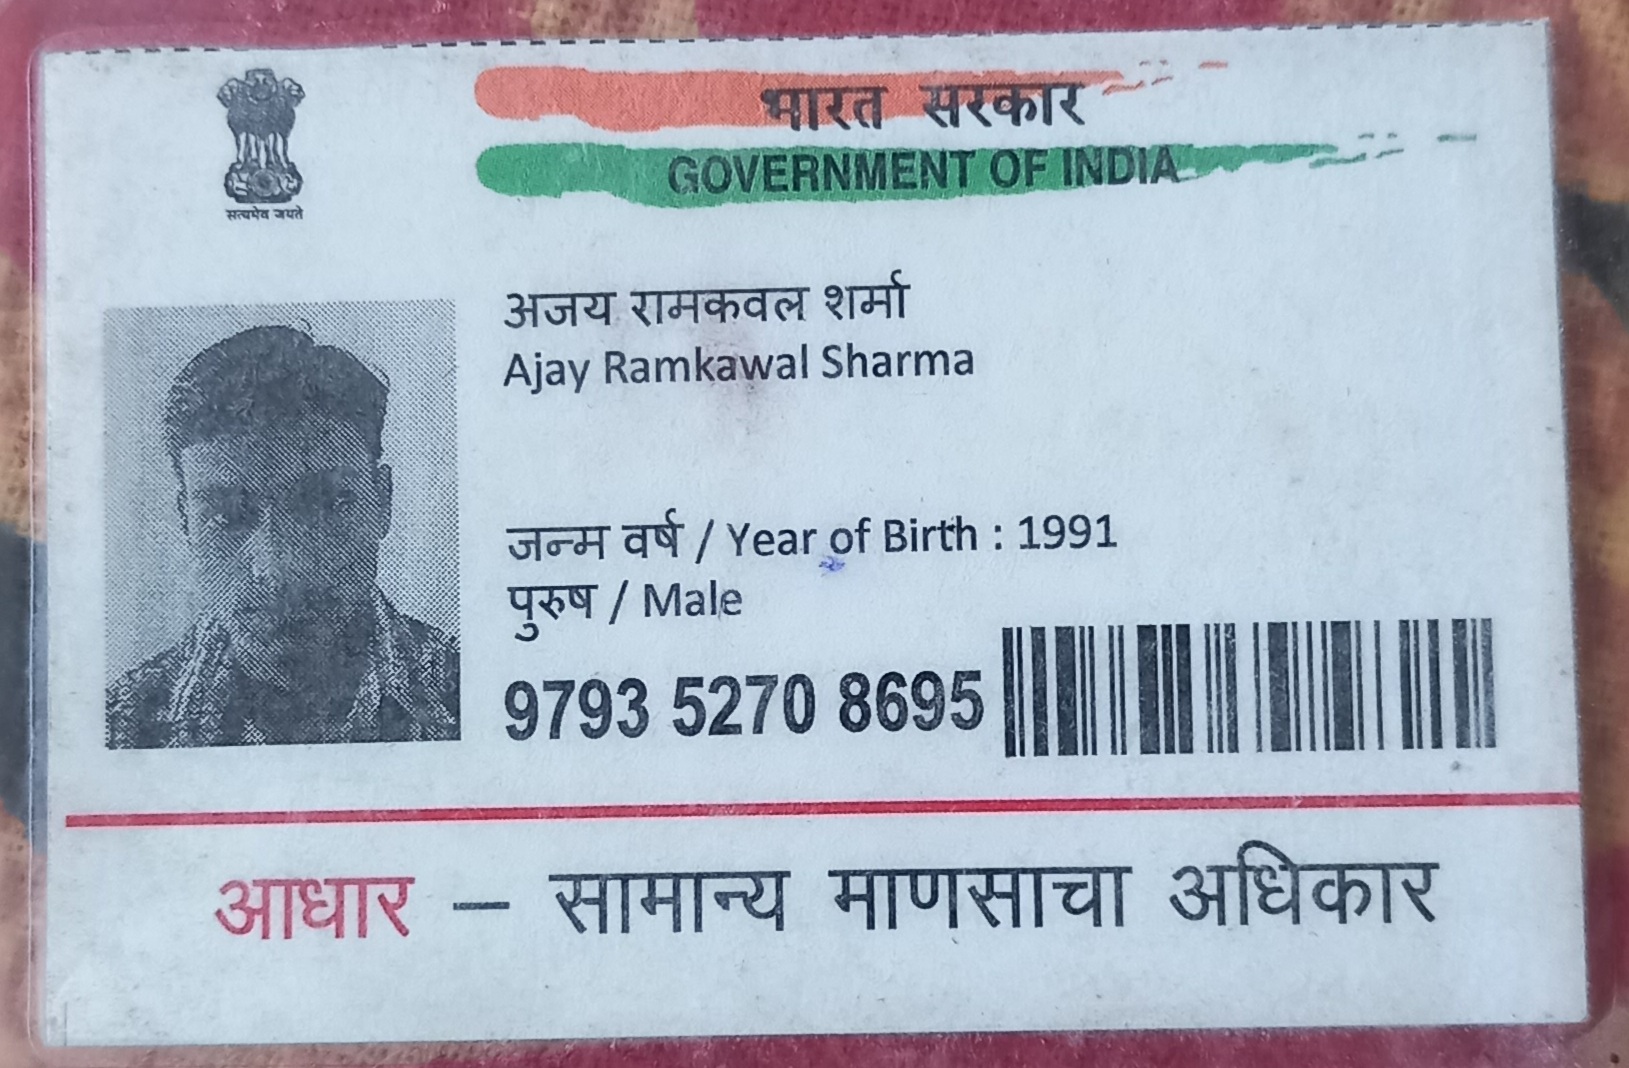 भारत सरकार
GOVERNMENT OF INDIA
सत्यमेव जयते
अजय रामकवल शर्मा
Ajay Ramkawal Sharma
जन्म वर्ष / Year of Birth : 1991
पुरुष / Male
9793 5270 8695
आधार – सामान्य माणसाचा अधिकार